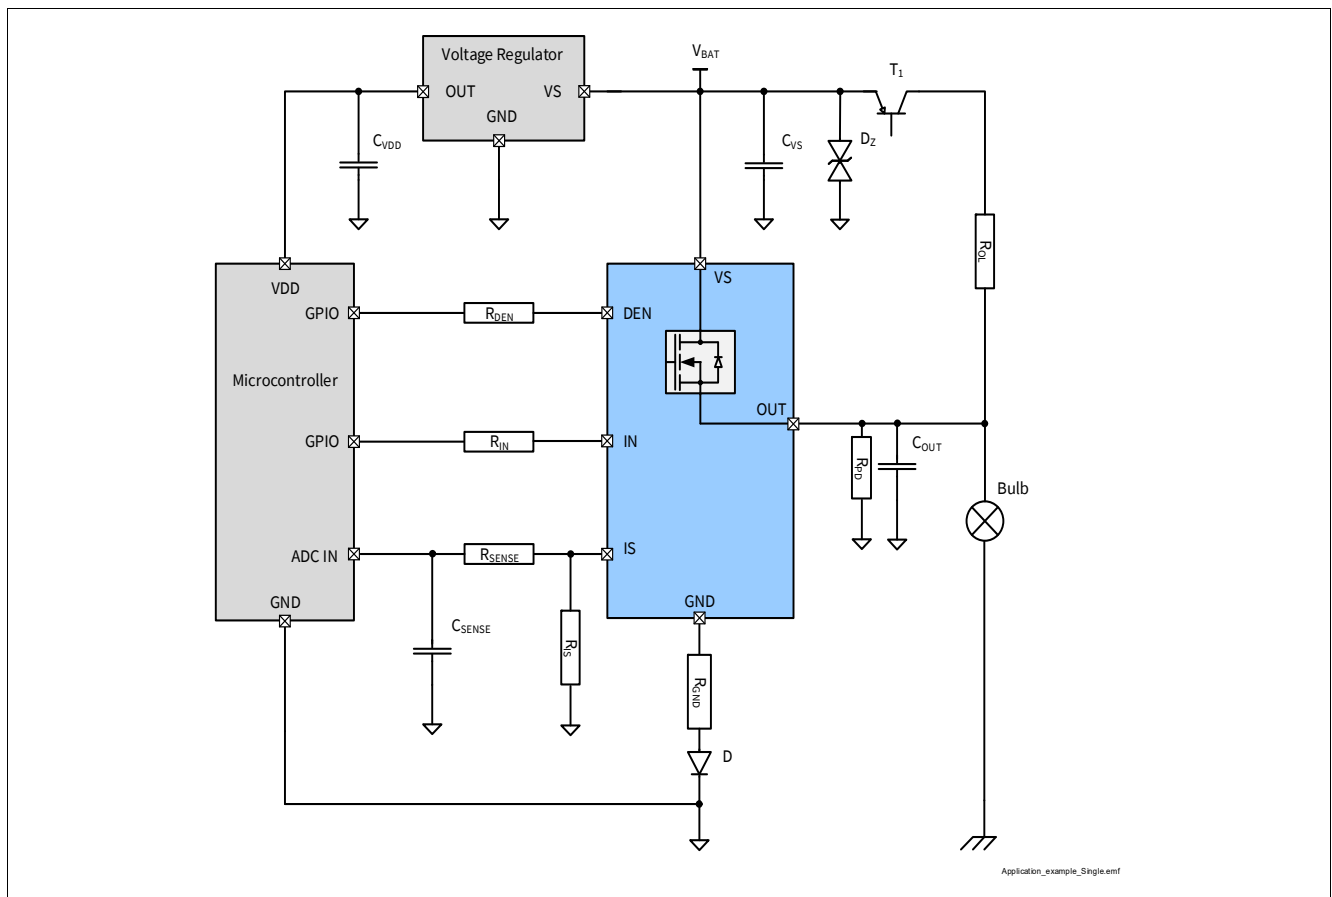 Voltage Regulator
OUT
VS
GND
VBAT
T1
CVDD
CVS
DZ
ROL
VDD
VS
GPIO
RDEN
DEN
Microcontroller
OUT
GPIO
RIN
IN
RPD
COUT
Bulb
ADC IN
RSENSE
IS
GND
GND
CSENSE
RIS
RGND
D
Application_example_Single.emf